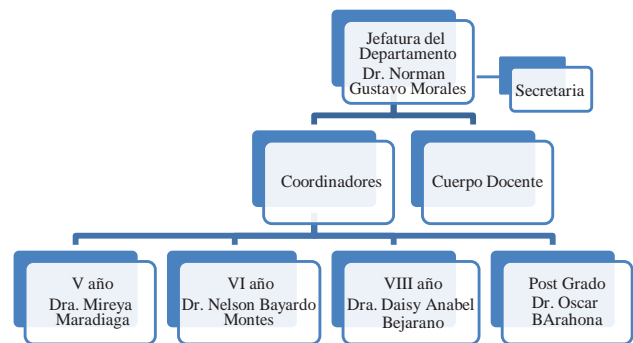 Jefatura del
Departamento
Dr. Norman
Gustavo Morales
Secretaria
Coordinadores
Cuerpo Docente
V año
Dra. Mireya
Maradiaga
VI año
Dr. Nelson Bayardo
Montes
VIII año
Dra. Daisy Anabel
Bejarano
Post Grado
Dr. Oscar
BArahona